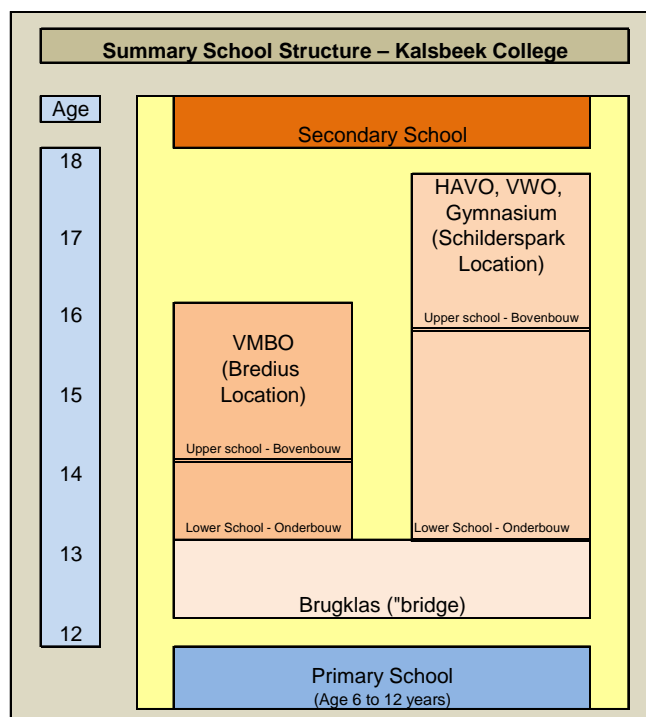 Summary School Structure – Kalsbeek College
Age
Secondary School
18
HAVO, VWO,
Gymnasium
(Schilderspark
Location)
17
16
Upper school - Bovenbouw
VMBO
(Bredius
Location)
15
Upper school - Bovenbouw
14
Lower School - Onderbouw
Lower School - Onderbouw
13
Brugklas ("bridge)
12
Primary School
(Age 6 to 12 years)